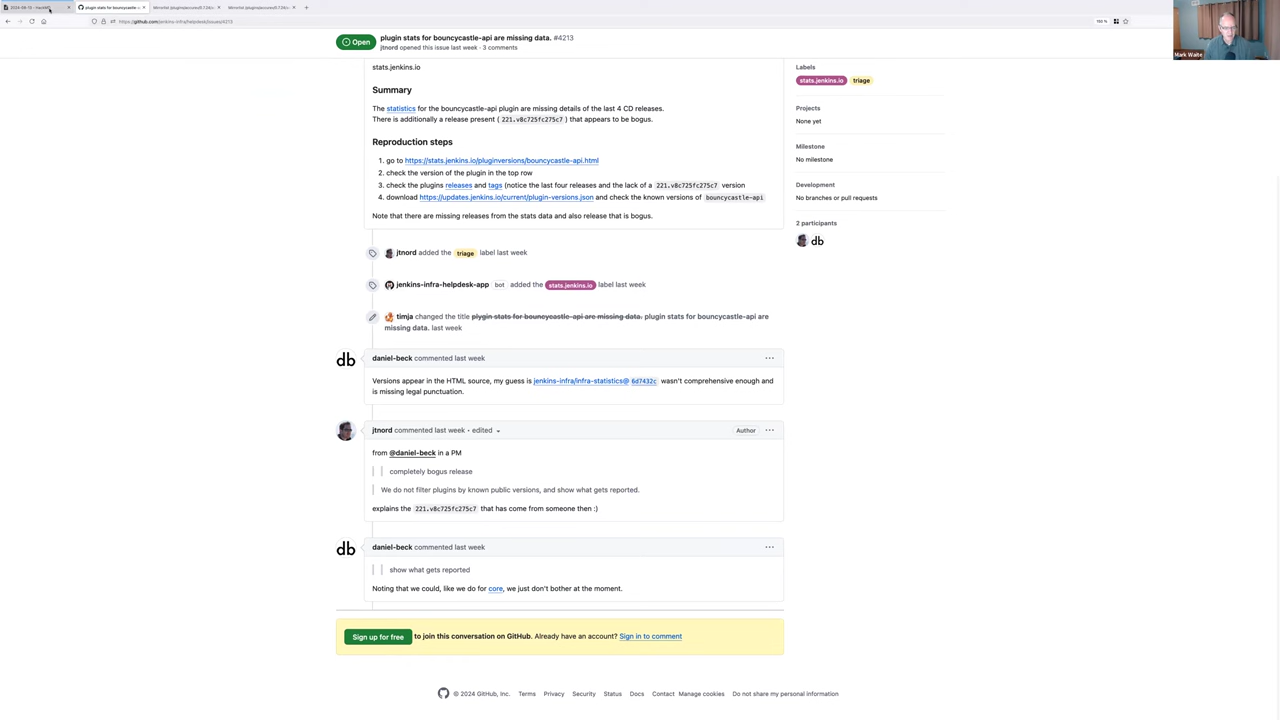 plugin stats for bouncycastle —
https://github.com/jenkins-infra/helpdesk/issues/4213
110 %
Mark Waite
Open
plugin stats for bouncycastle-api are missing data. #4213
jtnord opened this issue last week · 3 comments
stats.jenkins.io
Summary
The statistics for the bouncycastle-api plugin are missing details of the last 4 CD releases.
There is additionally a release present ( 221.v8c725fc275c7 ) that appears to be bogus.
Reproduction steps
1. go to https://stats.jenkins.io/pluginversions/bouncycastle-api.html
2. check the version of the plugin in the top row
3. check the plugins releases and tags (notice the last four releases and the lack of a 221.v8c725fc275c7 version
4. download https://updates.jenkins.io/current/plugin-versions.json and check the known versions of bouncycastle-api
Note that there are missing releases from the stats data and also release that is bogus.
jtnord added the triage label last week
jenkins-infra-helpdesk-app bot added the stats.jenkins.io label last week
timja changed the title plygin stats for bouncycastle-api are missing data. plugin stats for bouncycastle-api are
missing data. last week
db
daniel-beck commented last week
Versions appear in the HTML source, my guess is jenkins-infra/infra-statistics@ 6d7432c wasn't comprehensive enough and
is missing legal punctuation.
jtnord commented last week • edited
Author
from @daniel-beck in a PM
completely bogus release
We do not filter plugins by known public versions, and show what gets reported.
explains the 221.v8c725fc275c7 that has come from someone then :)
db
daniel-beck commented last week
show what gets reported
Noting that we could, like we do for core, we just don't bother at the moment.
Sign up for free to join this conversation on GitHub. Already have an account? Sign in to comment
Labels
stats.jenkins.io triage
Projects
None yet
Milestone
No milestone
Development
No branches or pull requests
2 participants
db
© 2024 GitHub, Inc. Terms Privacy Security Status Docs Contact Manage cookies Do not share my personal information